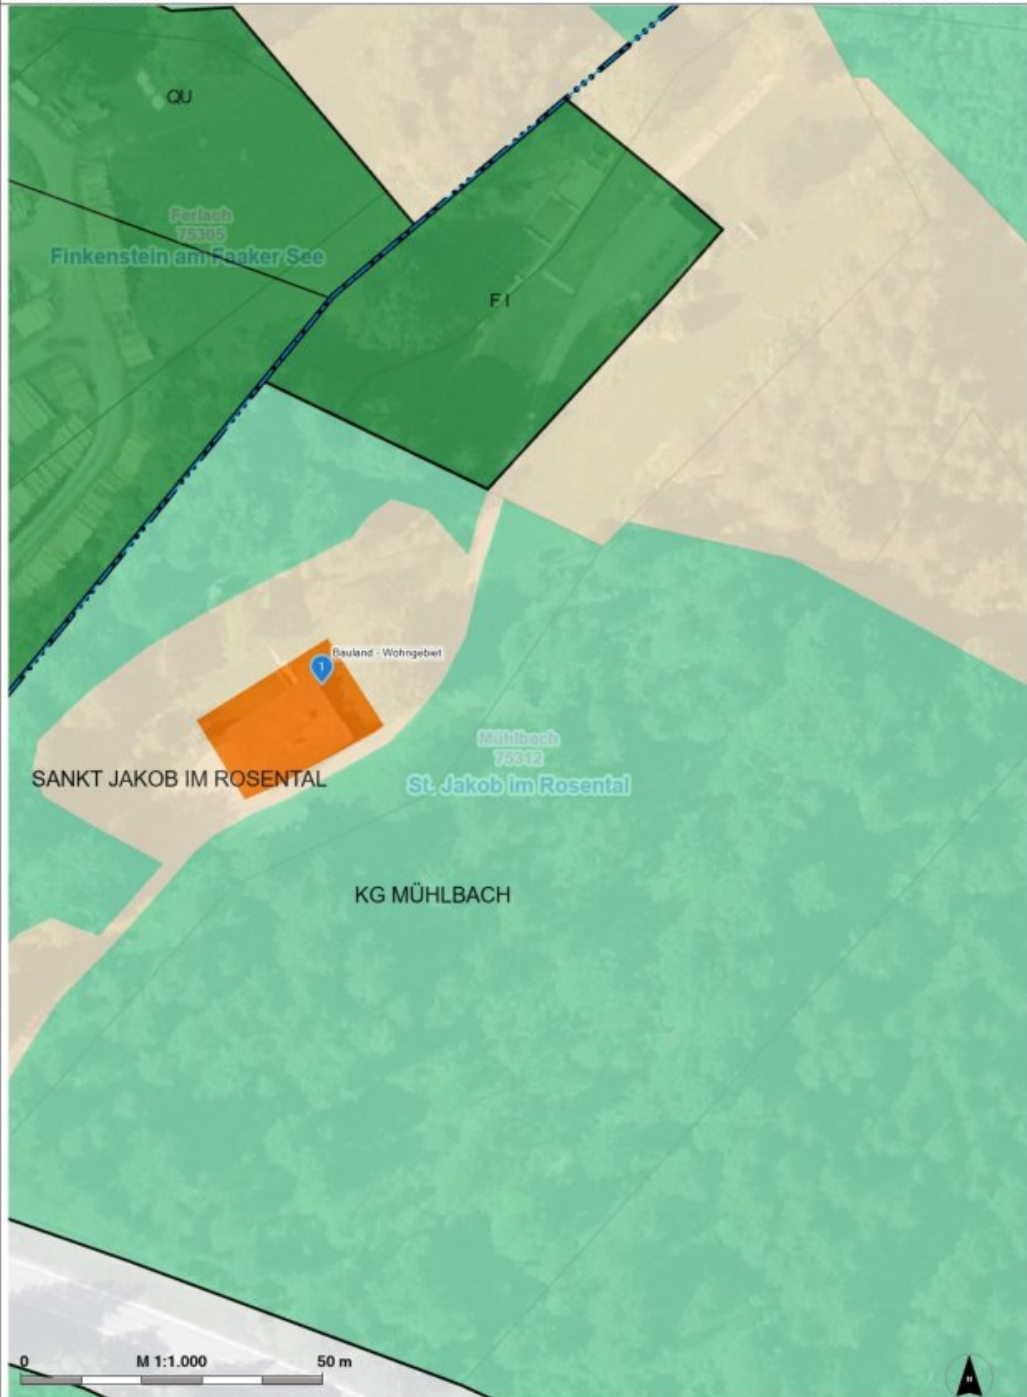 QU
Ferlach
75305
Finkenstein am Faaker See
F I
Bauland - Wohngebiet
1
Mühlbach
75312
St. Jakob im Rosental
SANKT JAKOB IM ROSENTAL
KG MÜHLBACH
0 M 1:1.000 50 m
N